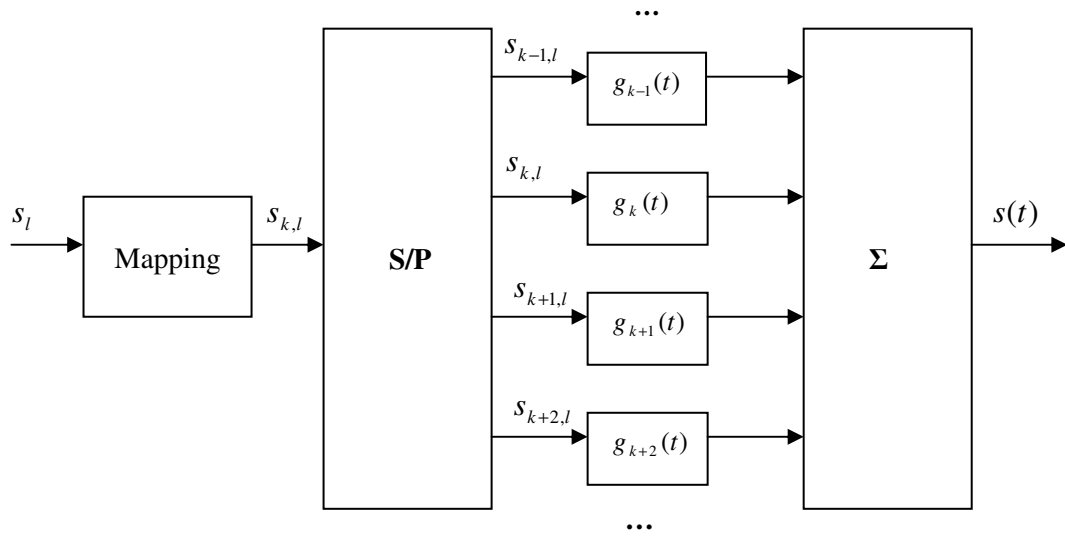 ...
s_{k-1,l}
g_{k-1}(t)
s_{k,l}
g_k(t)
s_l
Mapping
s_{k,l}
S/P
Σ
s(t)
s_{k+1,l}
g_{k+1}(t)
s_{k+2,l}
g_{k+2}(t)
...